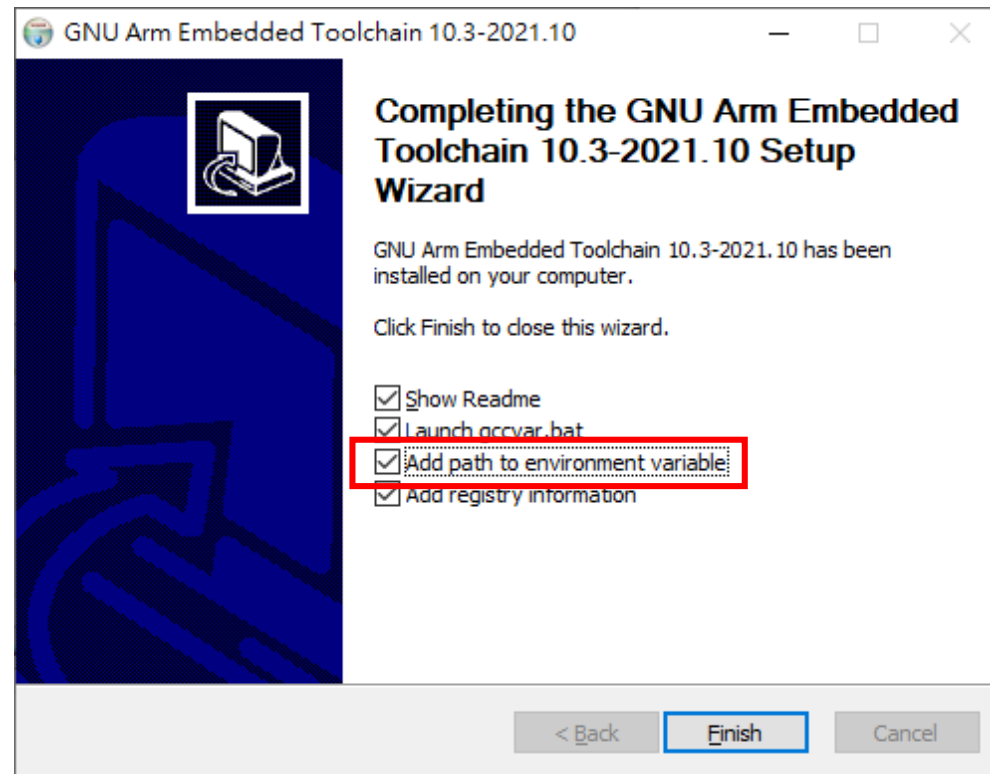 GNU Arm Embedded Toolchain 10.3-2021.10
Completing the GNU Arm Embedded
Toolchain 10.3-2021.10 Setup
Wizard
GNU Arm Embedded Toolchain 10.3-2021.10 has been
installed on your computer.
Click Finish to close this wizard.
Show Readme
Launch gccvar.bat
Add path to environment variable
Add registry information
< Back
Finish
Cancel